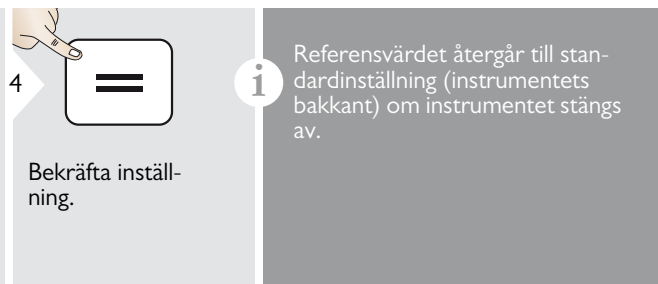 4
=
Bekräfta inställ-
ning.
i
Referensvärdet återgår till stan-
dardinställning (instrumentets
bakkant) om instrumentet stängs
av.